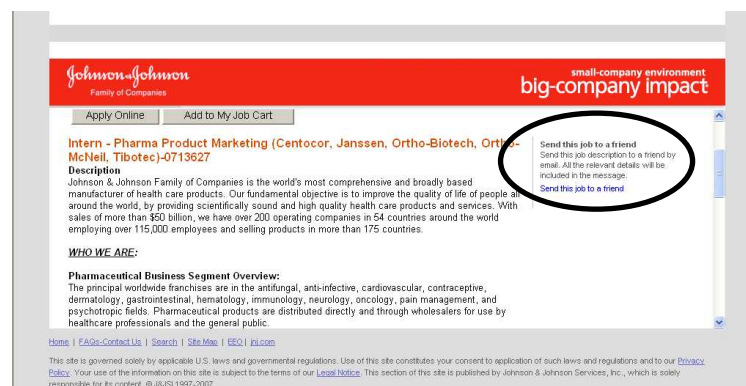 Johnson & Johnson
Family of Companies
small-company environment
big-company impact
Apply Online
Add to My Job Cart
Intern - Pharma Product Marketing (Centocor, Janssen, Ortho-Biotech, Ortho-
McNeil, Tibotec)-0713627
Description
Johnson & Johnson Family of Companies is the world's most comprehensive and broadly based
manufacturer of health care products. Our fundamental objective is to improve the quality of life of people all
around the world, by providing scientifically sound and high quality health care products and services. With
sales of more than $50 billion, we have over 200 operating companies in 54 countries around the world
employing over 115,000 employees and selling products in more than 175 countries.
WHO WE ARE:
Pharmaceutical Business Segment Overview:
The principal worldwide franchises are in the antifungal, anti-infective, cardiovascular, contraceptive,
dermatology, gastrointestinal, hematology, immunology, neurology, oncology, pain management, and
psychotropic fields. Pharmaceutical products are distributed directly and through wholesalers for use by
healthcare professionals and the general public.
Send this job to a friend
Send this job description to a friend by
email. All the relevant details will be
included in the message.
Send this job to a friend
Home | FAQs-Contact Us | Search | Site Map | EEO | jnj.com
This site is governed solely by applicable U.S. laws and governmental regulations. Use of this site constitutes your consent to application of such laws and regulations and to our Privacy
Policy. Your use of the information on this site is subject to the terms of our Legal Notice. This section of this site is published by Johnson & Johnson Services, Inc., which is solely
responsible for its content. © J&JSI 1997-2007